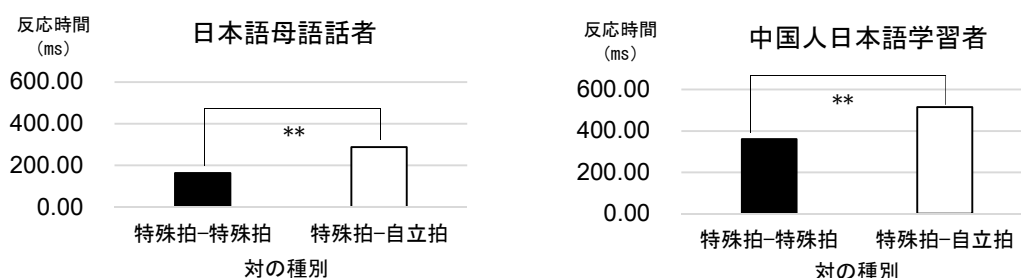 反応時間
(ms)
日本語母語話者
600.00
400.00
200.00
0.00
**
特殊拍-特殊拍
特殊拍-自立拍
対の種別
反応時間
(ms)
中国人日本語学習者
600.00
400.00
200.00
0.00
**
特殊拍-特殊拍
特殊拍-自立拍
対の種別